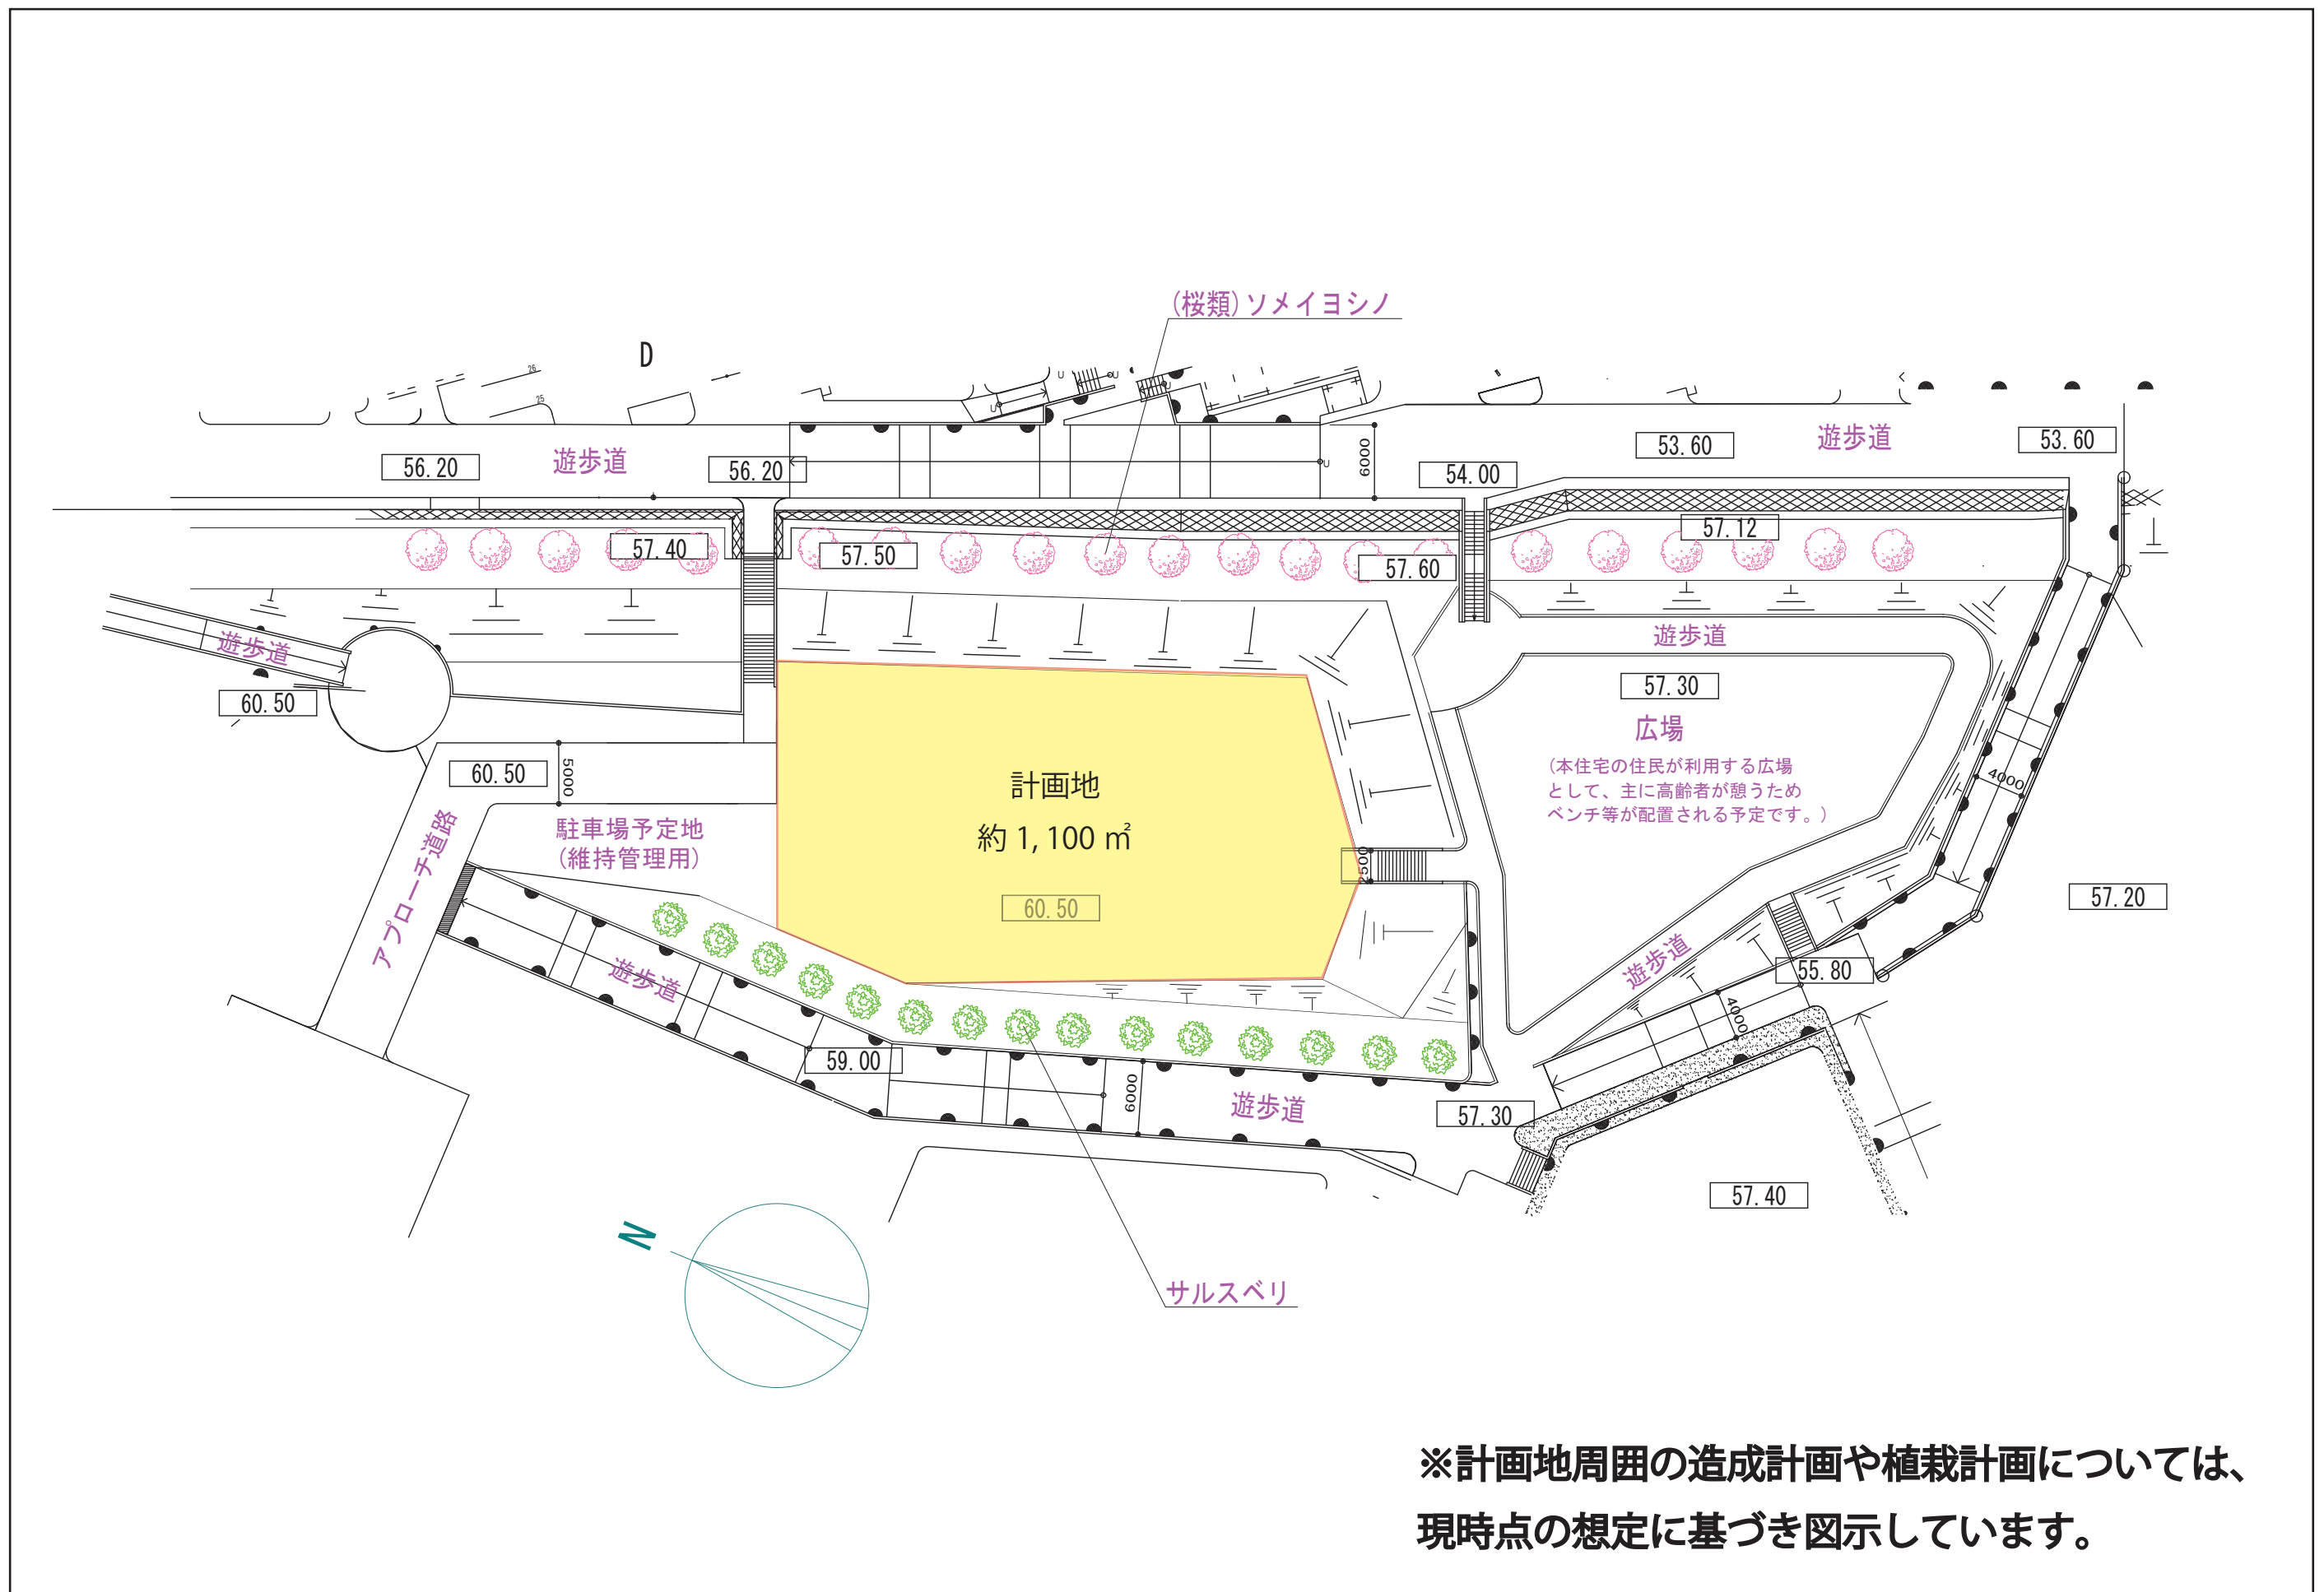 (桜類)ソメイヨシノ
D
26
25
U
U
U
U
遊歩道
56.20
遊歩道
56.20
6000
54.00
53.60
遊歩道
53.60
57.40
57.50
57.60
57.12
遊歩道
60.50
遊歩道
57.30
広場
(本住宅の住民が利用する広場
として、主に高齢者が憩うため
ベンチ等が配置される予定です。)
60.50
5000
計画地
約 1,100 ㎡
60.50
2500
4000
57.20
駐車場予定地
(維持管理用)
アプローチ道路
遊歩道
遊歩道
55.80
4000
59.00
6000
遊歩道
57.30
57.40
N
サルスベリ
※計画地周囲の造成計画や植栽計画については、
現時点の想定に基づき図示しています。